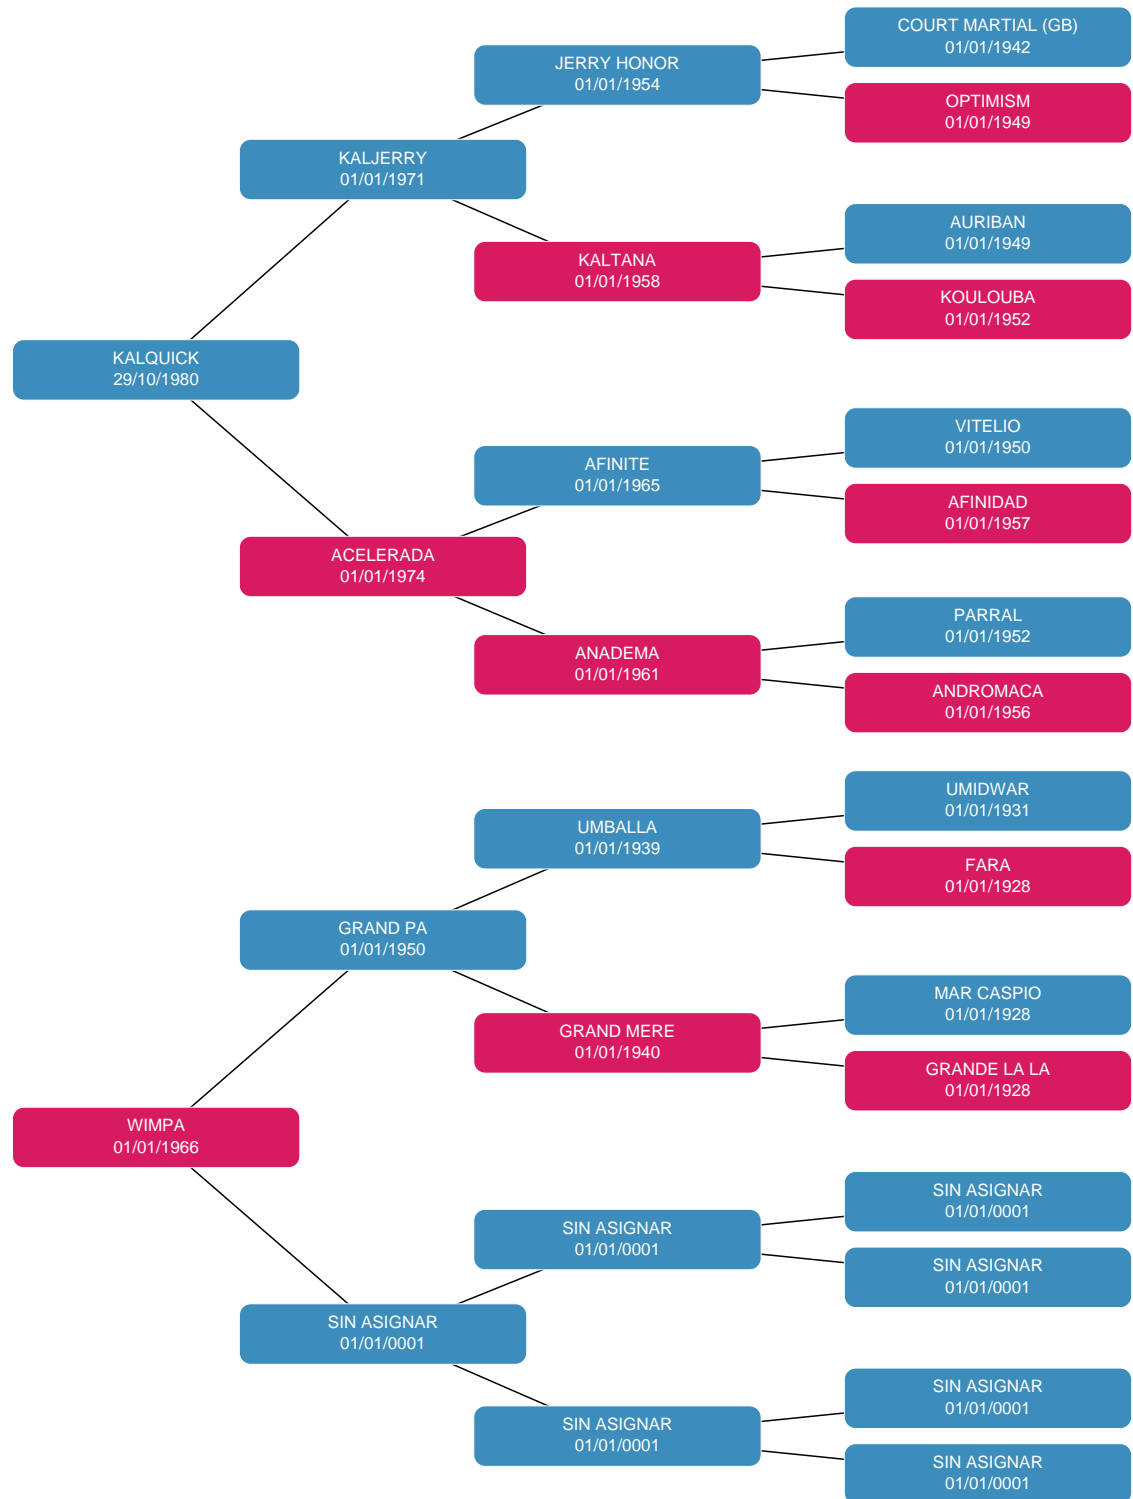 COURT MARTIAL (GB)
01/01/1942
JERRY HONOR
01/01/1954
OPTIMISM
01/01/1949
KALJERRY
01/01/1971
AURIBAN
01/01/1949
KALTANA
01/01/1958
KOULOUBA
01/01/1952
KALQUICK
29/10/1980
VITELIO
01/01/1950
AFINITE
01/01/1965
AFINIDAD
01/01/1957
ACELERADA
01/01/1974
PARRAL
01/01/1952
ANADEMA
01/01/1961
ANDROMACA
01/01/1956
UMIDWAR
01/01/1931
UMBALLA
01/01/1939
FARA
01/01/1928
GRAND PA
01/01/1950
MAR CASPIO
01/01/1928
GRAND MERE
01/01/1940
GRANDE LA LA
01/01/1928
WIMPA
01/01/1966
SIN ASIGNAR
01/01/0001
SIN ASIGNAR
01/01/0001
SIN ASIGNAR
01/01/0001
SIN ASIGNAR
01/01/0001
SIN ASIGNAR
01/01/0001
SIN ASIGNAR
01/01/0001
SIN ASIGNAR
01/01/0001